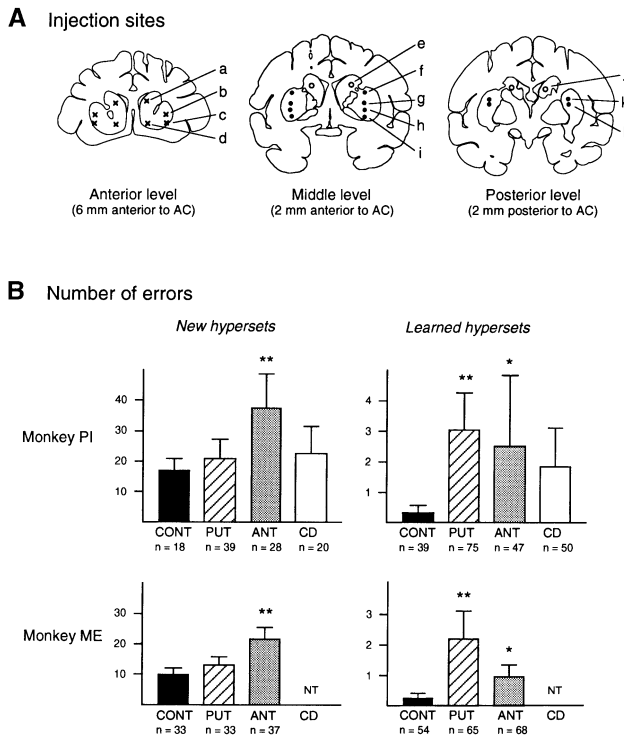 A Injection sites
a
b
c
d
e
f
g
h
i
Anterior level
(6 mm anterior to AC)
Middle level
(2 mm anterior to AC)
Posterior level
(2 mm posterior to AC)
B Number of errors
New hypersets
Learned hypersets
Monkey PI
40
30
20
10
**
CONT PUT ANT CD
n = 18 n = 39 n = 28 n = 20
4
3
2
1
** *
CONT PUT ANT CD
n = 39 n = 75 n = 47 n = 50
Monkey ME
30
20
10
**
NT
CONT PUT ANT CD
n = 33 n = 33 n = 37
3
2
1
** *
NT
CONT PUT ANT CD
n = 54 n = 65 n = 68